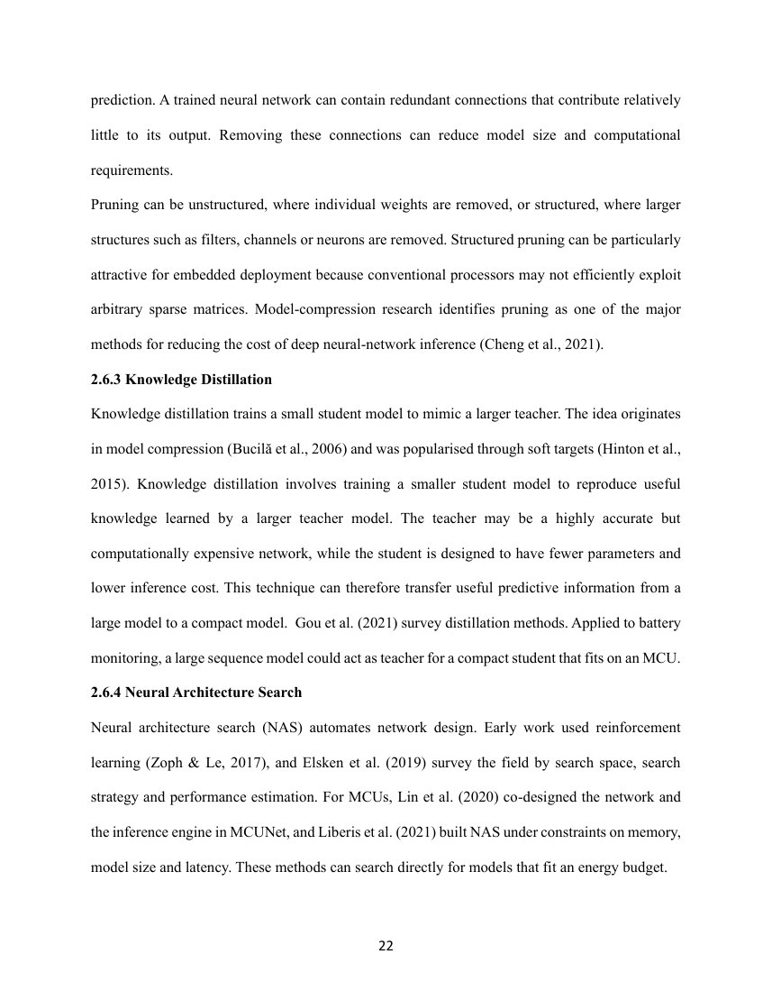 prediction. A trained neural network can contain redundant connections that contribute relatively
little to its output. Removing these connections can reduce model size and computational
requirements.
Pruning can be unstructured, where individual weights are removed, or structured, where larger
structures such as filters, channels or neurons are removed. Structured pruning can be particularly
attractive for embedded deployment because conventional processors may not efficiently exploit
arbitrary sparse matrices. Model-compression research identifies pruning as one of the major
methods for reducing the cost of deep neural-network inference (Cheng et al., 2021).
2.6.3 Knowledge Distillation
Knowledge distillation trains a small student model to mimic a larger teacher. The idea originates
in model compression (Bucilă et al., 2006) and was popularised through soft targets (Hinton et al.,
2015). Knowledge distillation involves training a smaller student model to reproduce useful
knowledge learned by a larger teacher model. The teacher may be a highly accurate but
computationally expensive network, while the student is designed to have fewer parameters and
lower inference cost. This technique can therefore transfer useful predictive information from a
large model to a compact model.  Gou et al. (2021) survey distillation methods. Applied to battery
monitoring, a large sequence model could act as teacher for a compact student that fits on an MCU.
2.6.4 Neural Architecture Search
Neural architecture search (NAS) automates network design. Early work used reinforcement
learning (Zoph & Le, 2017), and Elsken et al. (2019) survey the field by search space, search
strategy and performance estimation. For MCUs, Lin et al. (2020) co-designed the network and
the inference engine in MCUNet, and Liberis et al. (2021) built NAS under constraints on memory,
model size and latency. These methods can search directly for models that fit an energy budget.
22